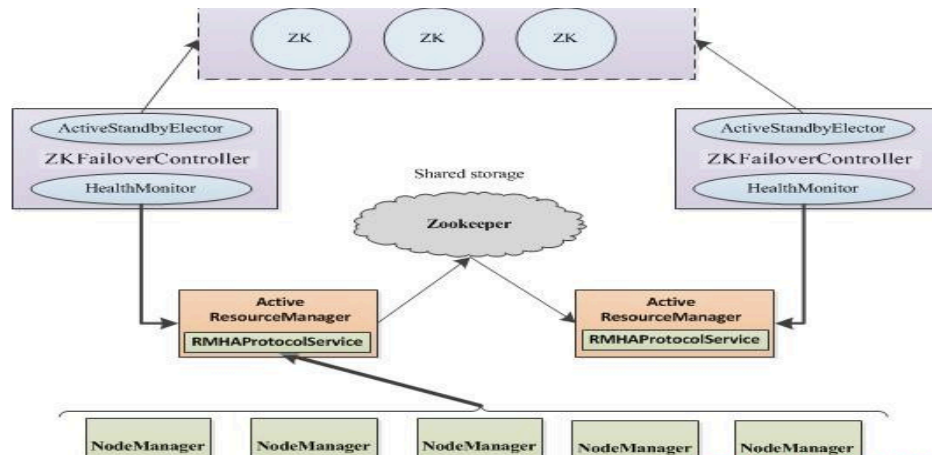 ZK
ZK
ZK
ActiveStandbyElector
ZKFailoverController
HealthMonitor
ActiveStandbyElector
ZKFailoverController
HealthMonitor
Shared storage
Zookeeper
Active
ResourceManager
RMHAProtocolService
Active
ResourceManager
RMHAProtocolService
NodeManager
NodeManager
NodeManager
NodeManager
NodeManager